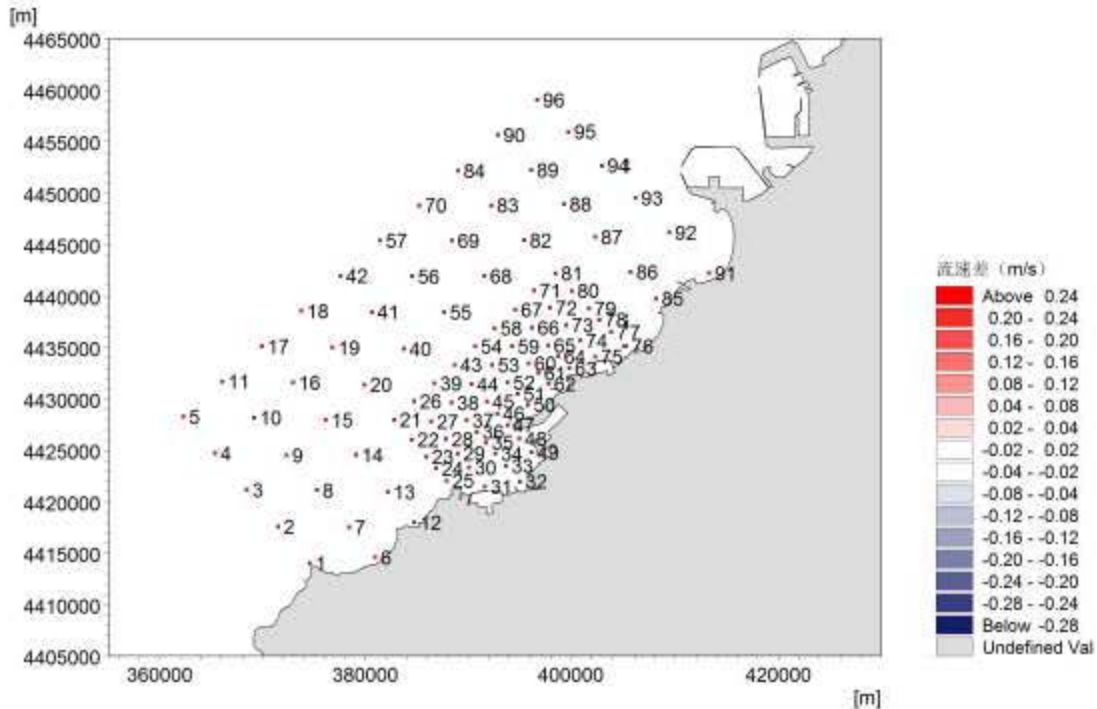 [m]
4465000
4460000
4455000
4450000
4445000
4440000
4435000
4430000
4425000
4420000
4415000
4410000
4405000
96
90 95
84 89 94
70 83 88 93
57 69 82 87 92
42 56 68 81 86 91
71 80 85
18 41 55 67 72 79
58 66 73 78 77
17 19 40 54 59 65 74 76
43 53 60 64 75
61 63
11 16 20 39 44 52 62
51
26 38 45 50
46
5 10 15 21 27 37 47
36
22 28 35 48
4 9 14 23 29 34 49
24 30 33
3 8 13 25 31 32
2 7 12
1 6
360000 380000 400000 420000
[m]
流速差（m/s）
Above 0.24
0.20 - 0.24
0.16 - 0.20
0.12 - 0.16
0.08 - 0.12
0.04 - 0.08
0.02 - 0.04
-0.02 - 0.02
-0.04 - -0.02
-0.08 - -0.04
-0.12 - -0.08
-0.16 - -0.12
-0.20 - -0.16
-0.24 - -0.20
-0.28 - -0.24
Below -0.28
Undefined Val